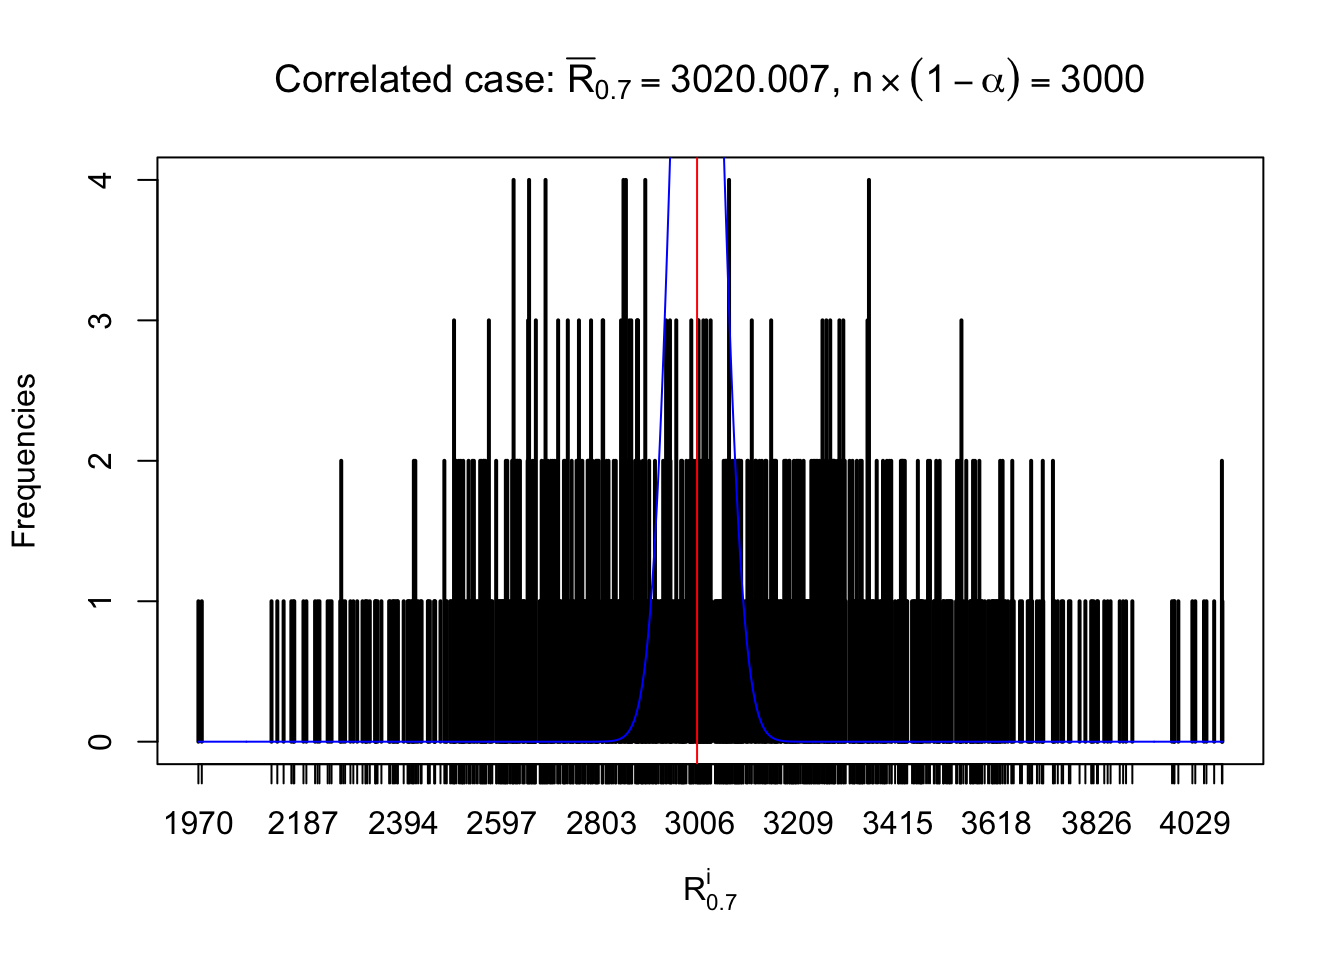 Correlated case: R̅₀.₇ = 3020.007, n × (1 − α) = 3000
Frequencies
4
3
2
1
0
1970 2187 2394 2597 2803 3006 3209 3415 3618 3826 4029
Rⁱ₀.₇